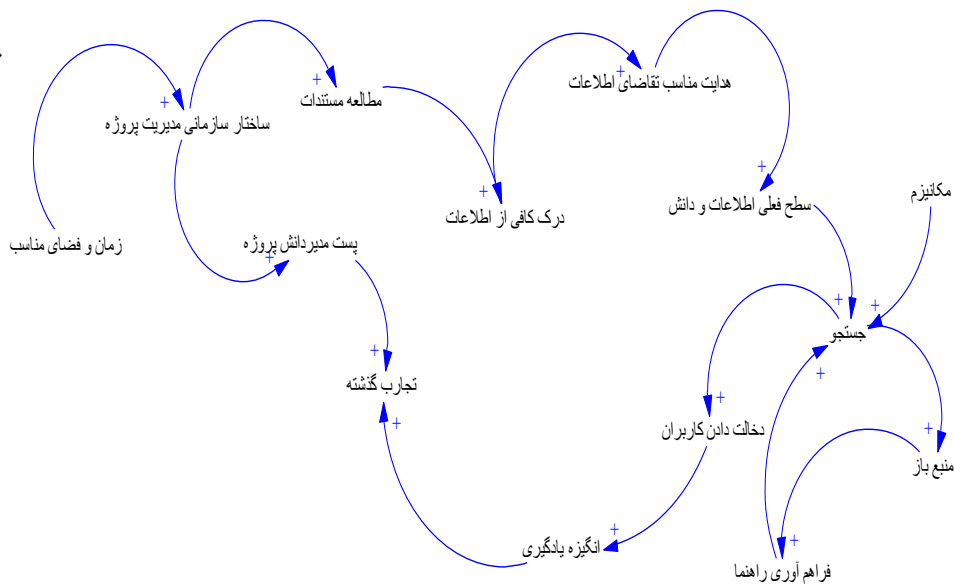 هدایت مناسب تقاضای اطلاعات
+
+
مطالعه مستندات
+
ساختار سازمانی مدیریت پروژه
+
سطح فعلی اطلاعات و دانش
مکانیزم
+
درک کافی از اطلاعات
زمان و فضای مناسب
پست مدیردانش پروژه
+
+
+
جستجو
+
+
تجارب گذشته
+
+
دخالت دادن کاربران
+
+
منبع باز
+
انگیزه یادگیری
+
فراهم آوری راهنما